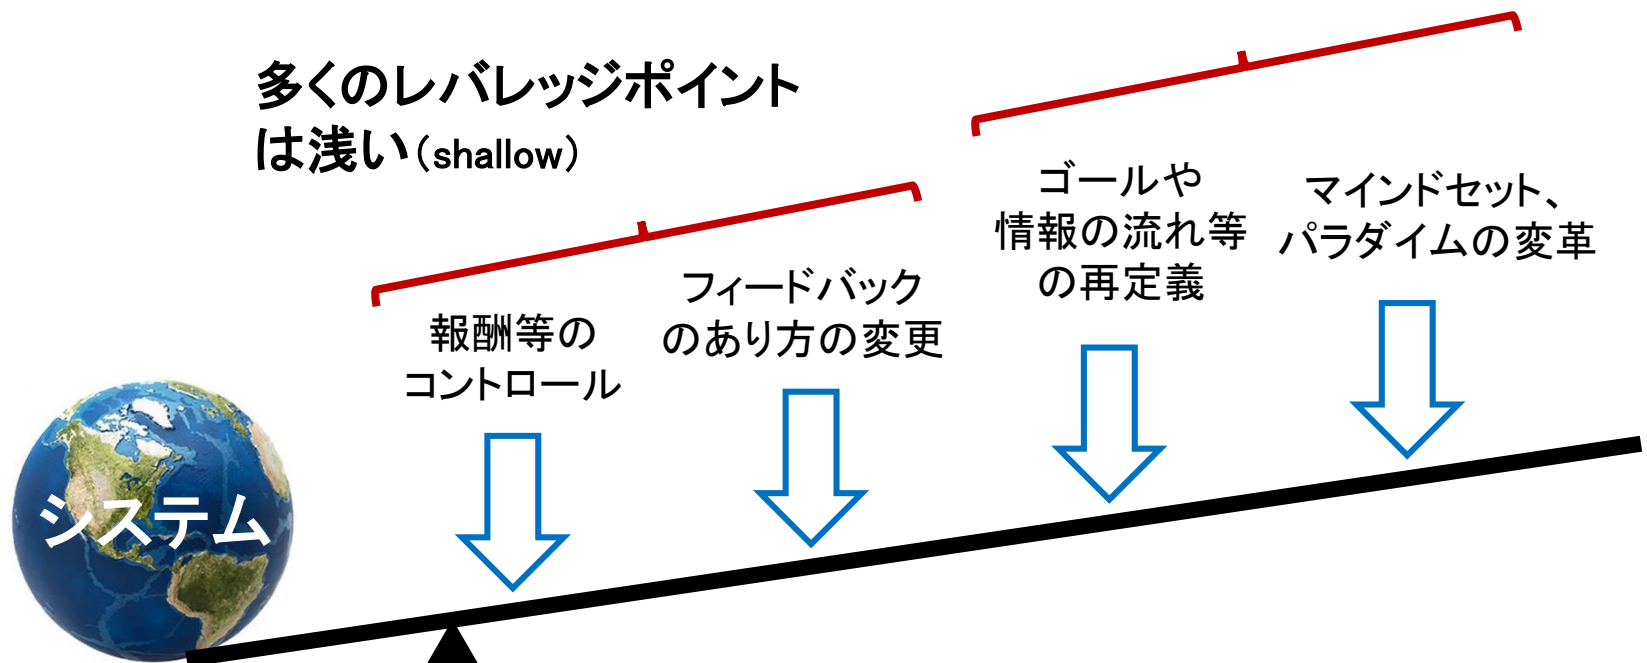 多くのレバレッジポイント
は浅い（shallow）
ゴールや
情報の流れ等
の再定義
マインドセット、
パラダイムの変革
フィードバック
のあり方の変更
報酬等の
コントロール
システム